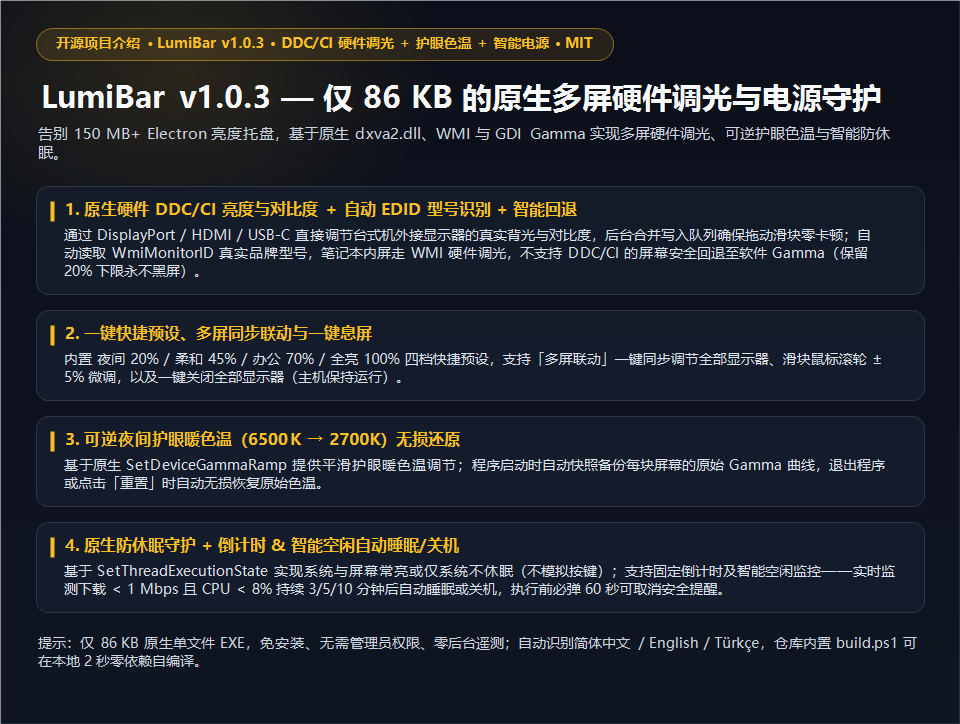 开源项目介绍 • LumiBar v1.0.3 • DDC/CI 硬件调光 + 护眼色温 + 智能电源 • MIT
LumiBar v1.0.3 — 仅 86 KB 的原生多屏硬件调光与电源守护
告别 150 MB+ Electron 亮度托盘，基于原生 dxva2.dll、WMI 与 GDI Gamma 实现多屏硬件调光、可逆护眼色温与智能防休
眠。
1. 原生硬件 DDC/CI 亮度与对比度 + 自动 EDID 型号识别 + 智能回退
通过 DisplayPort / HDMI / USB-C 直接调节台式机外接显示器的真实背光与对比度，后台合并写入队列确保拖动滑块零卡顿；自
动读取 WmiMonitorID 真实品牌型号，笔记本内屏走 WMI 硬件调光，不支持 DDC/CI 的屏幕安全回退至软件 Gamma（保留
20% 下限永不黑屏）。
2. 一键快捷预设、多屏同步联动与一键息屏
内置 夜间 20% / 柔和 45% / 办公 70% / 全亮 100% 四档快捷预设，支持「多屏联动」一键同步调节全部显示器、滑块鼠标滚轮 ±
5% 微调，以及一键关闭全部显示器（主机保持运行）。
3. 可逆夜间护眼暖色温（6500K → 2700K）无损还原
基于原生 SetDeviceGammaRamp 提供平滑护眼暖色温调节；程序启动时自动快照备份每块屏幕的原始 Gamma 曲线，退出程序
或点击「重置」时自动无损恢复原始色温。
4. 原生防休眠守护 + 倒计时 & 智能空闲自动睡眠/关机
基于 SetThreadExecutionState 实现系统与屏幕常亮或仅系统不休眠（不模拟按键）；支持固定倒计时及智能空闲监控——实时监
测下载 < 1 Mbps 且 CPU < 8% 持续 3/5/10 分钟后自动睡眠或关机，执行前必弹 60 秒可取消安全提醒。
提示：仅 86 KB 原生单文件 EXE，免安装、无需管理员权限、零后台遥测；自动识别简体中文 / English / Türkçe，仓库内置 build.ps1 可
在本地 2 秒零依赖自编译。